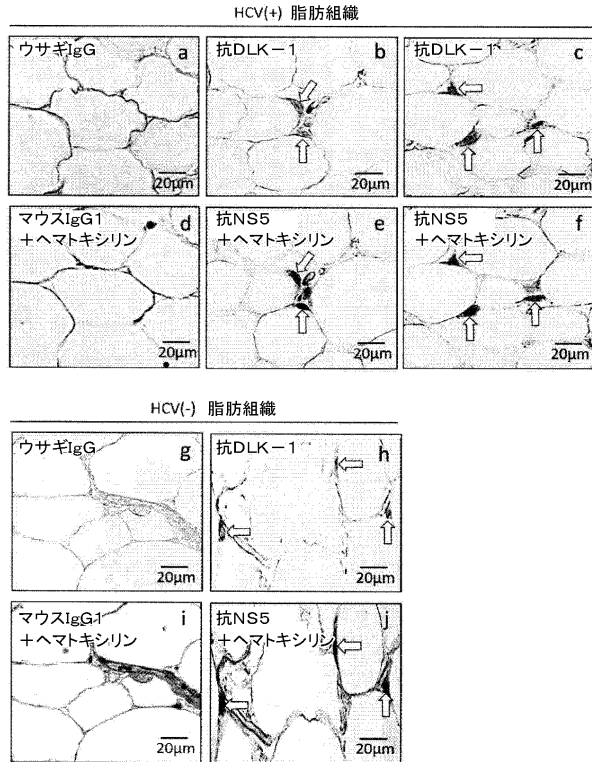 HCV(+) 脂肪組織
ウサギIgG
a
抗DLK-1
b
抗DLK-1
c
20μm
20μm
20μm
マウスIgG1
+ヘマトキシリン
d
抗NS5
+ヘマトキシリン
e
抗NS5
+ヘマトキシリン
f
20μm
20μm
20μm
HCV(-) 脂肪組織
ウサギIgG
g
抗DLK-1
h
20μm
20μm
マウスIgG1
+ヘマトキシリン
i
抗NS5
+ヘマトキシリン
j
20μm
20μm